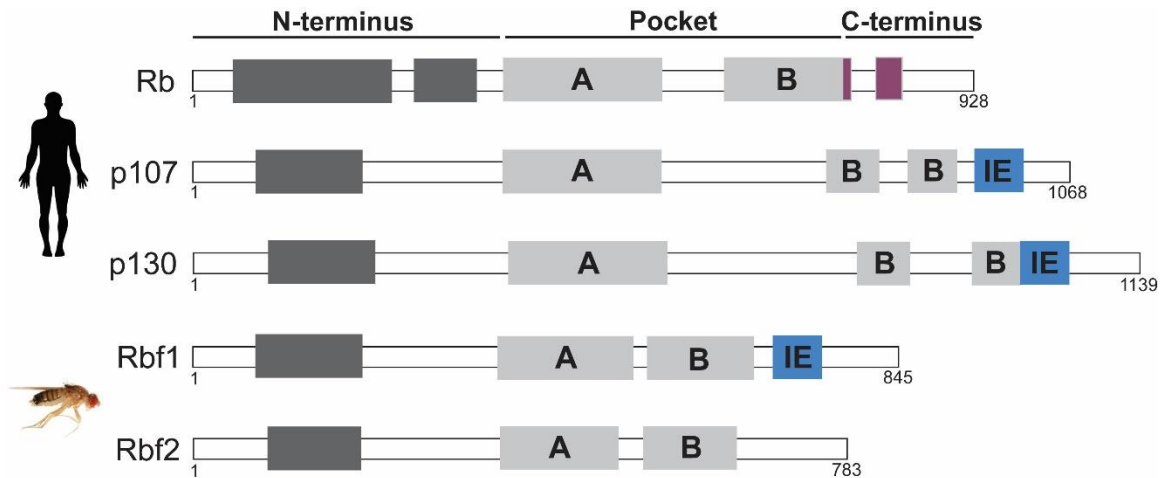 N-terminus Pocket C-terminus
Rb A B
1 928
p107 A B B IE
1 1068
p130 A B B IE
1 1139
Rbf1 A B IE
1 845
Rbf2 A B
1 783